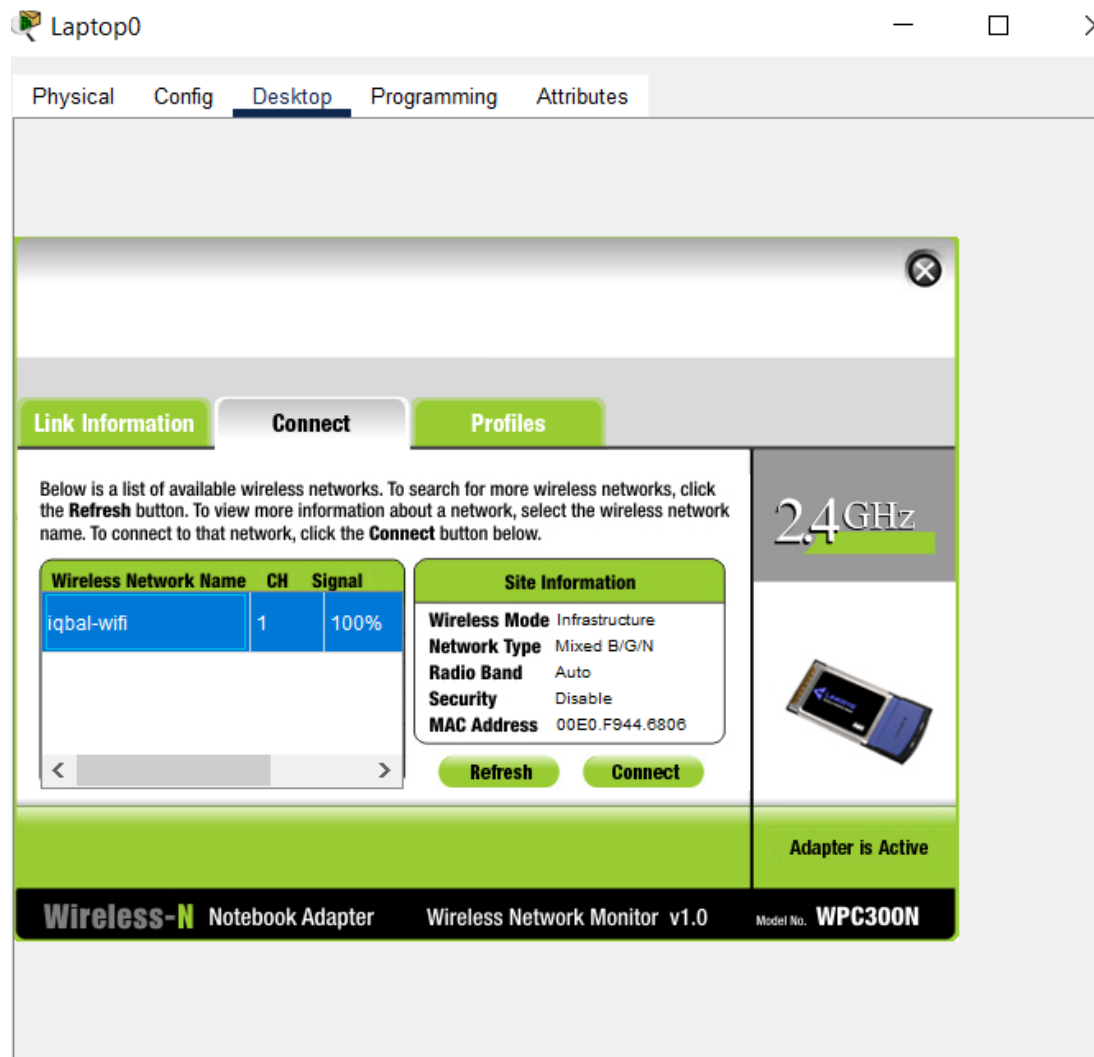 Laptop0
Physical Config Desktop Programming Attributes
Link Information Connect Profiles
Below is a list of available wireless networks. To search for more wireless networks, click
the Refresh button. To view more information about a network, select the wireless network
name. To connect to that network, click the Connect button below.
2.4 GHz
Wireless Network Name CH Signal
iqbal-wifi 1 100%
Site Information
Wireless Mode Infrastructure
Network Type Mixed B/G/N
Radio Band Auto
Security Disable
MAC Address 00E0.F944.6806
Refresh Connect
Adapter is Active
Wireless-N Notebook Adapter Wireless Network Monitor v1.0 Model No. WPC300N